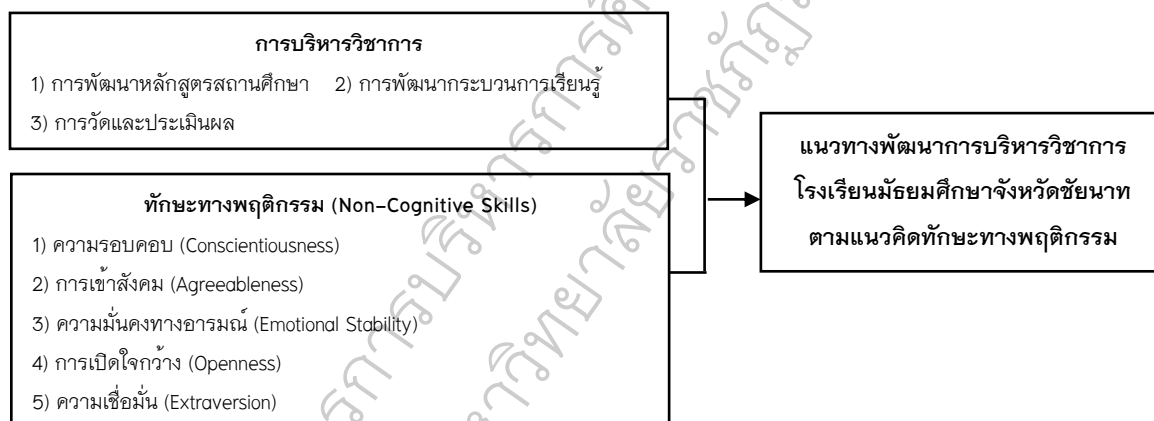 การบริหารวิชาการ
1) การพัฒนาหลักสูตรสถานศึกษา 2) การพัฒนากระบวนการเรียนรู้
3) การวัดและประเมินผล
ทักษะทางพฤติกรรม (Non-Cognitive Skills)
1) ความรอบคอบ (Conscientiousness)
2) การเข้าสังคม (Agreeableness)
3) ความมั่นคงทางอารมณ์ (Emotional Stability)
4) การเปิดใจกว้าง (Openness)
5) ความเชื่อมั่น (Extraversion)
แนวทางพัฒนาการบริหารวิชาการ
โรงเรียนมัธยมศึกษาจังหวัดชัยนาท
ตามแนวคิดทักษะทางพฤติกรรม